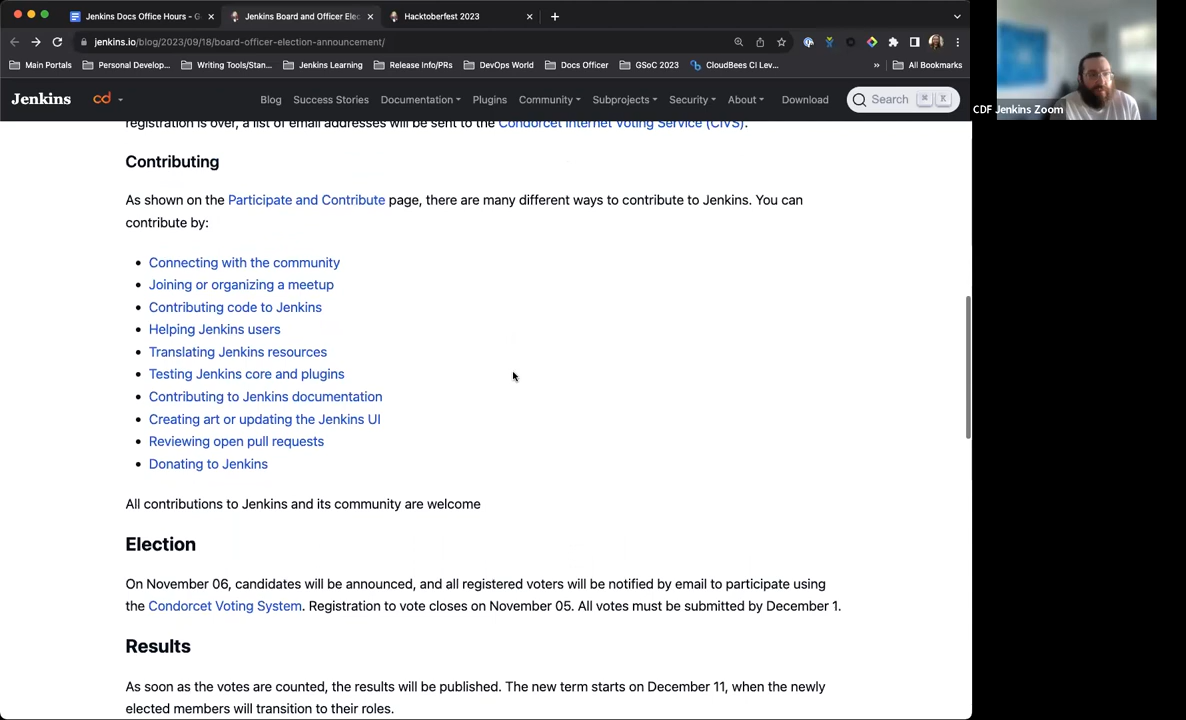 Jenkins Docs Office Hours - G
Jenkins Board and Officer Elec
Hacktoberfest 2023
jenkins.io/blog/2023/09/18/board-officer-election-announcement/
Main Portals
Personal Develop...
Writing Tools/Stan...
Jenkins Learning
Release Info/PRs
DevOps World
Docs Officer
GSoC 2023
CloudBees CI Lev...
»
All Bookmarks
Jenkins
cd
Blog Success Stories Documentation Plugins Community Subprojects Security About Download
Search ⌘ K
CDF Jenkins Zoom
registration is over, a list of email addresses will be sent to the Condorcet Internet Voting Service (CIVS).
Contributing
As shown on the Participate and Contribute page, there are many different ways to contribute to Jenkins. You can
contribute by:
• Connecting with the community
• Joining or organizing a meetup
• Contributing code to Jenkins
• Helping Jenkins users
• Translating Jenkins resources
• Testing Jenkins core and plugins
• Contributing to Jenkins documentation
• Creating art or updating the Jenkins UI
• Reviewing open pull requests
• Donating to Jenkins
All contributions to Jenkins and its community are welcome
Election
On November 06, candidates will be announced, and all registered voters will be notified by email to participate using
the Condorcet Voting System. Registration to vote closes on November 05. All votes must be submitted by December 1.
Results
As soon as the votes are counted, the results will be published. The new term starts on December 11, when the newly
elected members will transition to their roles.